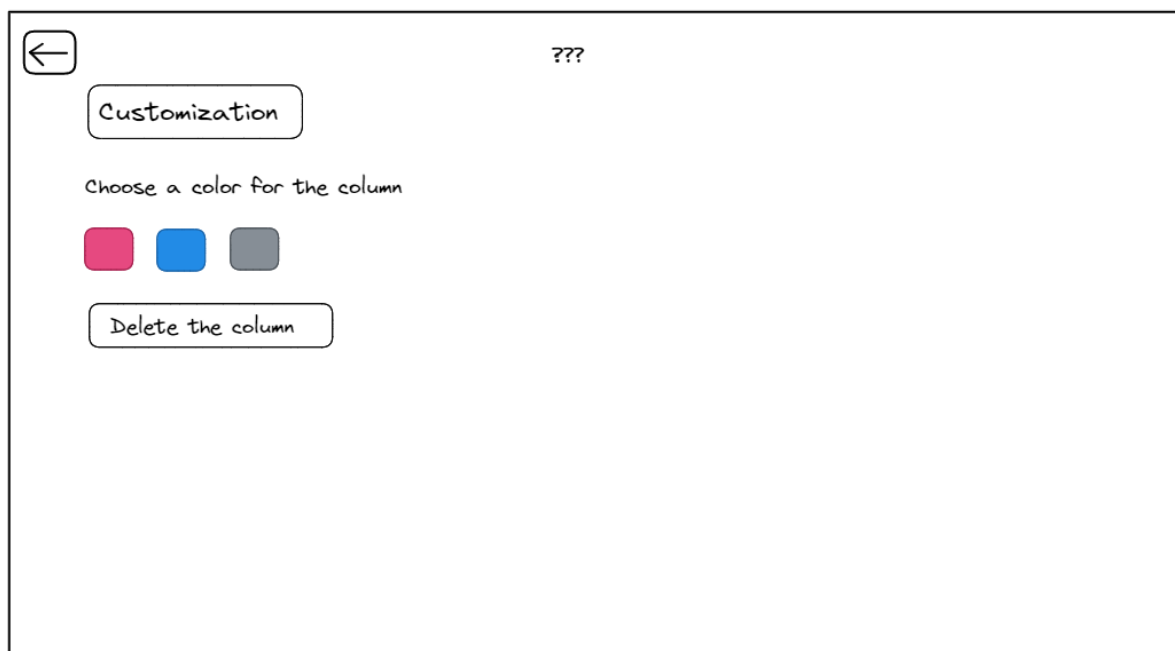 ???
Customization
Choose a color for the column
Delete the column